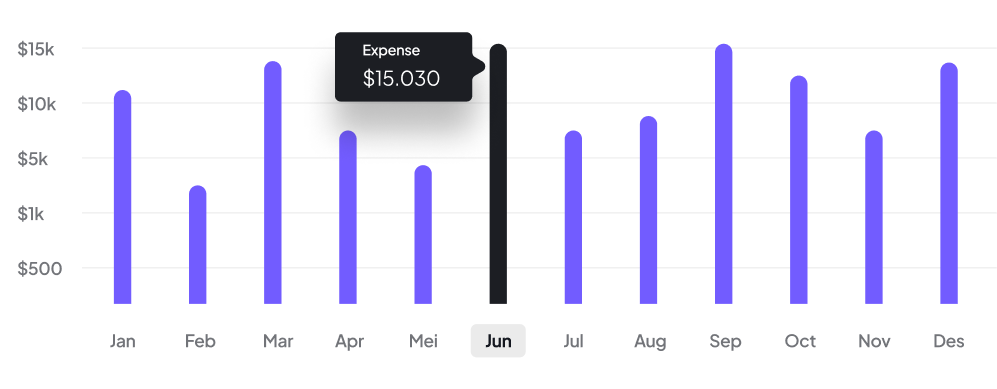 $15k
Expense
$15.030
$10k
$5k
$1k
$500
Jan Feb Mar Apr Mei Jun Jul Aug Sep Oct Nov Des